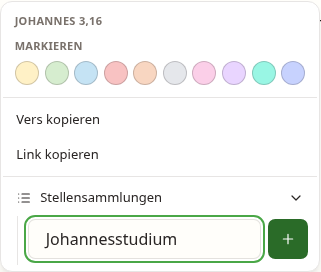 JOHANNES 3,16
MARKIEREN
Vers kopieren
Link kopieren
Stellensammlungen
Johannesstudium